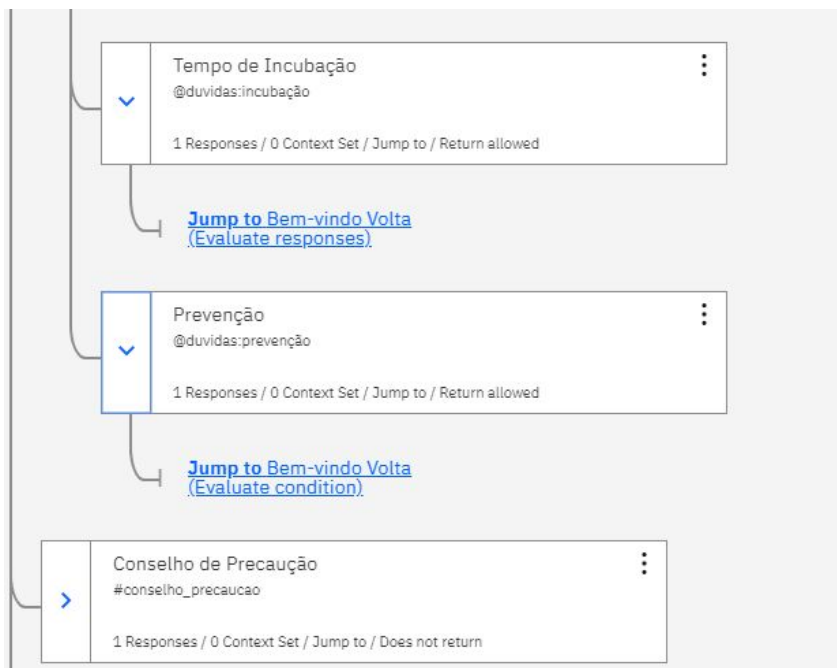 Tempo de Incubação
@duvidas:incubação
1 Responses / 0 Context Set / Jump to / Return allowed
Jump to Bem-vindo Volta
(Evaluate responses)
Prevenção
@duvidas:prevenção
1 Responses / 0 Context Set / Jump to / Return allowed
Jump to Bem-vindo Volta
(Evaluate condition)
Conselho de Precaução
#conselho_precaucao
1 Responses / 0 Context Set / Jump to / Does not return